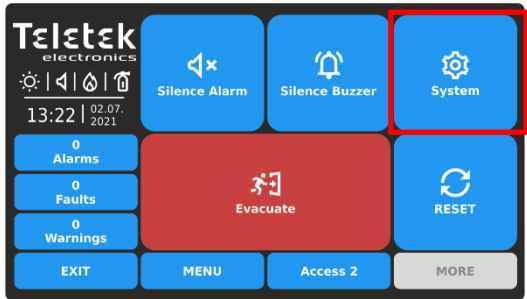 Teletek
electronics
13:22 | 02.07.
2021
0
Alarms
0
Faults
0
Warnings
EXIT
Silence Alarm
Silence Buzzer
System
Evacuate
RESET
MENU
Access 2
MORE